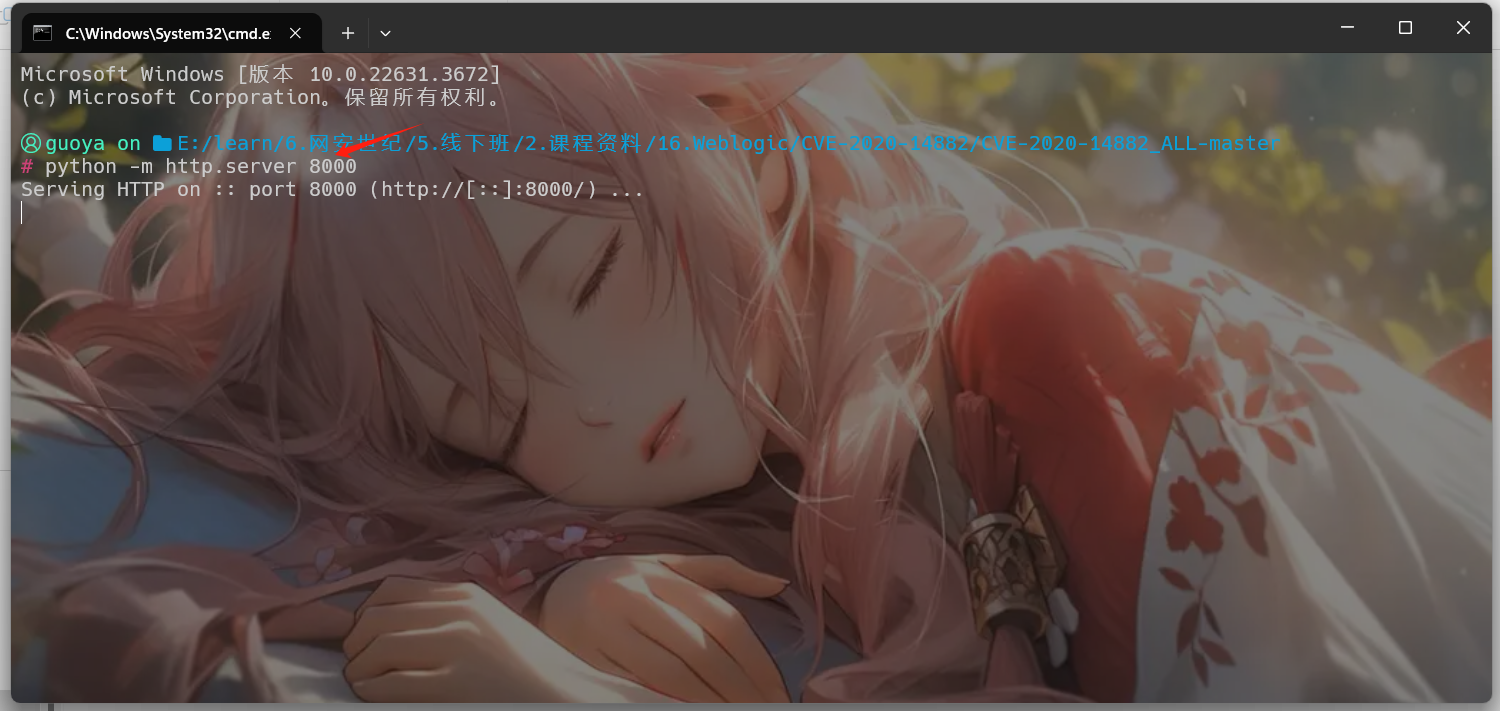 C:\Windows\System32\cmd.e
Microsoft Windows [版本 10.0.22631.3672]
(c) Microsoft Corporation。保留所有权利。
guoya on E:/learn/6.网安世纪/5.线下班/2.课程资料/16.Weblogic/CVE-2020-14882/CVE-2020-14882_ALL-master
# python -m http.server 8000
Serving HTTP on :: port 8000 (http://[::]:8000/) ...